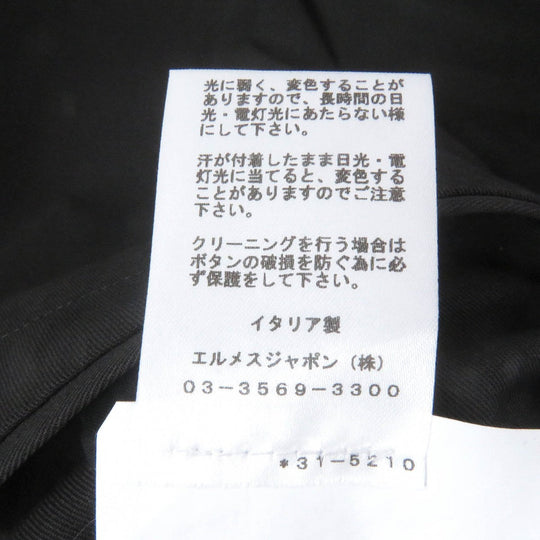 光に弱く、変色することが
ありますので、長時間の日
光・電灯光にあたらない様
にして下さい。
汗が付着したまま日光・電
灯光に当てると、変色する
ことがありますのでご注意
下さい。
クリーニングを行う場合は
ボタンの破損を防ぐ為に必
ず保護をして下さい。
イタリア製
エルメスジャポン(株)
03-3569-3300
*31-5210